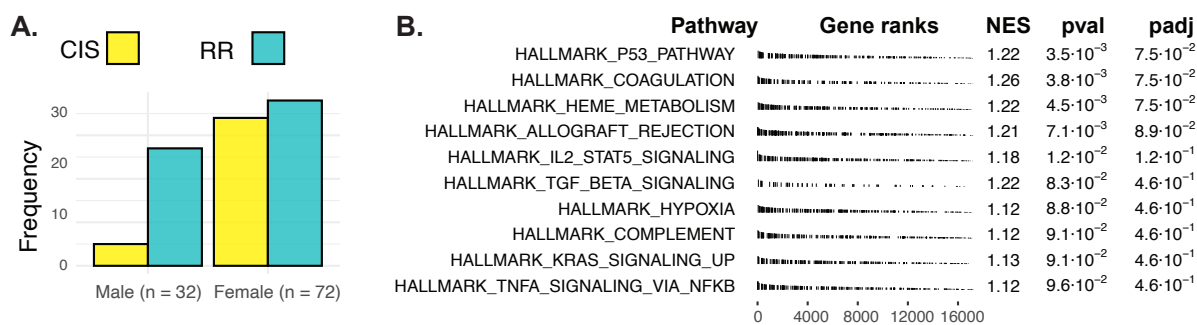 A.
CIS RR
Frequency
30
20
10
0
Male (n = 32) Female (n = 72)
B.
Pathway Gene ranks NES pval padj
HALLMARK_P53_PATHWAY 1.22 3.5·10⁻³ 7.5·10⁻²
HALLMARK_COAGULATION 1.26 3.8·10⁻³ 7.5·10⁻²
HALLMARK_HEME_METABOLISM 1.22 4.5·10⁻³ 7.5·10⁻²
HALLMARK_ALLOGRAFT_REJECTION 1.21 7.1·10⁻³ 8.9·10⁻²
HALLMARK_IL2_STAT5_SIGNALING 1.18 1.2·10⁻² 1.2·10⁻¹
HALLMARK_TGF_BETA_SIGNALING 1.22 8.3·10⁻² 4.6·10⁻¹
HALLMARK_HYPOXIA 1.12 8.8·10⁻² 4.6·10⁻¹
HALLMARK_COMPLEMENT 1.12 9.1·10⁻² 4.6·10⁻¹
HALLMARK_KRAS_SIGNALING_UP 1.13 9.1·10⁻² 4.6·10⁻¹
HALLMARK_TNFA_SIGNALING_VIA_NFKB 1.12 9.6·10⁻² 4.6·10⁻¹
0 4000 8000 12000 16000